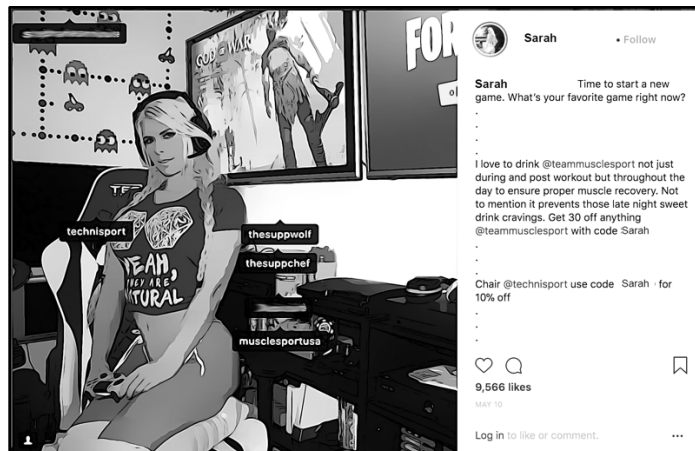 GOD OF WAR
FOR
technisport
thesuppwolf
thesuppchef
YEAH,
THEY ARE
NATURAL
musclesportusa
Sarah
• Follow
Sarah Time to start a new
game. What's your favorite game right now?
.
.
.
.
I love to drink @teammusclesport not just
during and post workout but throughout the
day to ensure proper muscle recovery. Not
to mention it prevents those late night sweet
drink cravings. Get 30 off anything
@teammusclesport with code Sarah
.
.
.
Chair @technisport use code Sarah for
10% off
.
.
.
9,566 likes
MAY 10
Log in to like or comment.